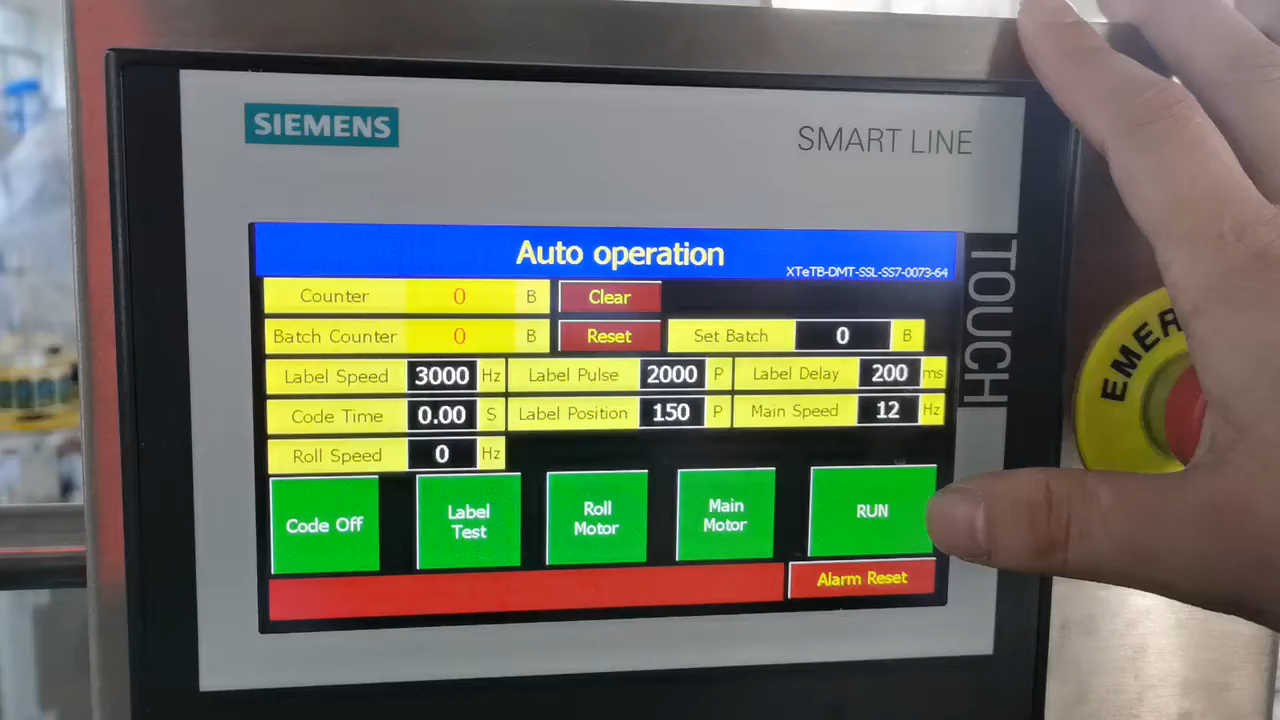 SIEMENS
SMART LINE
Auto operation
XTeTB-DMT-SSL-SS7-0073-64
Counter 0 B Clear
Batch Counter 0 B Reset Set Batch 0 B
Label Speed 3000 Hz Label Pulse 2000 P Label Delay 200 ms
Code Time 0.00 S Label Position 150 P Main Speed 12 Hz
Roll Speed 0 Hz
Code Off
Label
Test
Roll
Motor
Main
Motor
RUN
Alarm Reset
TOUCH
EMER